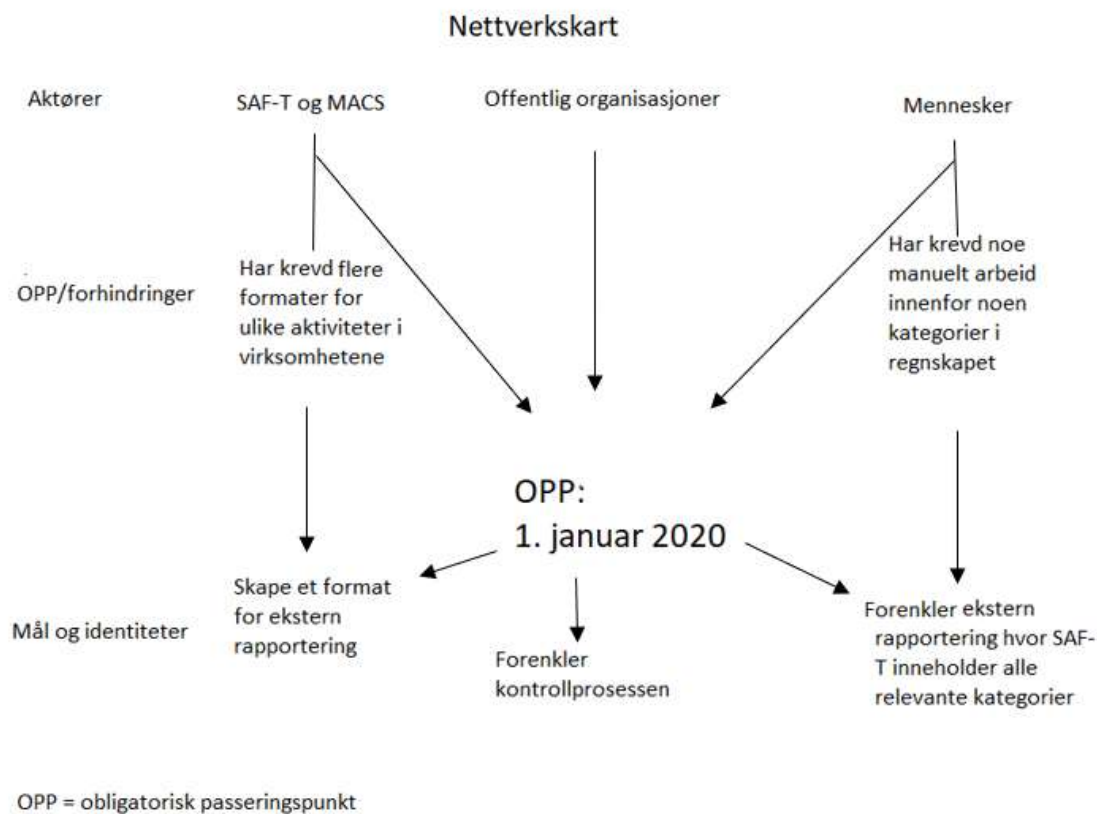 Nettverkskart
Aktører
SAF-T og MACS
Offentlig organisasjoner
Mennesker
OPP/forhindringer
Har krevd flere
formater for
ulike aktiviteter i
virksomhetene
Har krevd noe
manuelt arbeid
innenfor noen
kategorier i
regnskapet
OPP:
1. januar 2020
Mål og identiteter
Skape et format
for ekstern
rapportering
Forenkler
kontrollprosessen
Forenkler ekstern
rapportering hvor SAF-
T inneholder alle
relevante kategorier
OPP = obligatorisk passeringspunkt